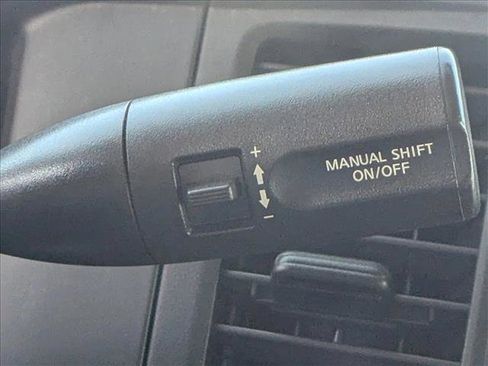 +
MANUAL SHIFT
ON/OFF
−